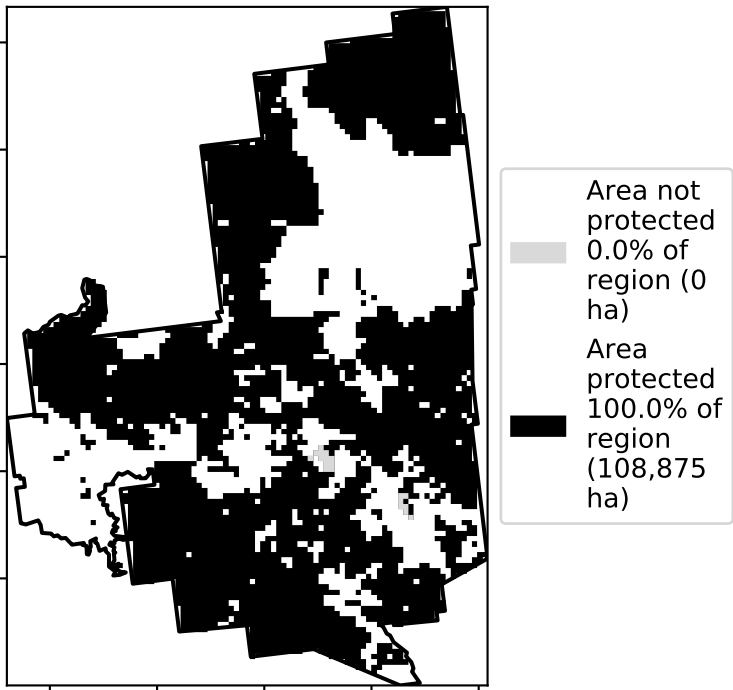 Area not
protected
0.0% of
region (0
ha)
Area
protected
100.0% of
region
(108,875
ha)